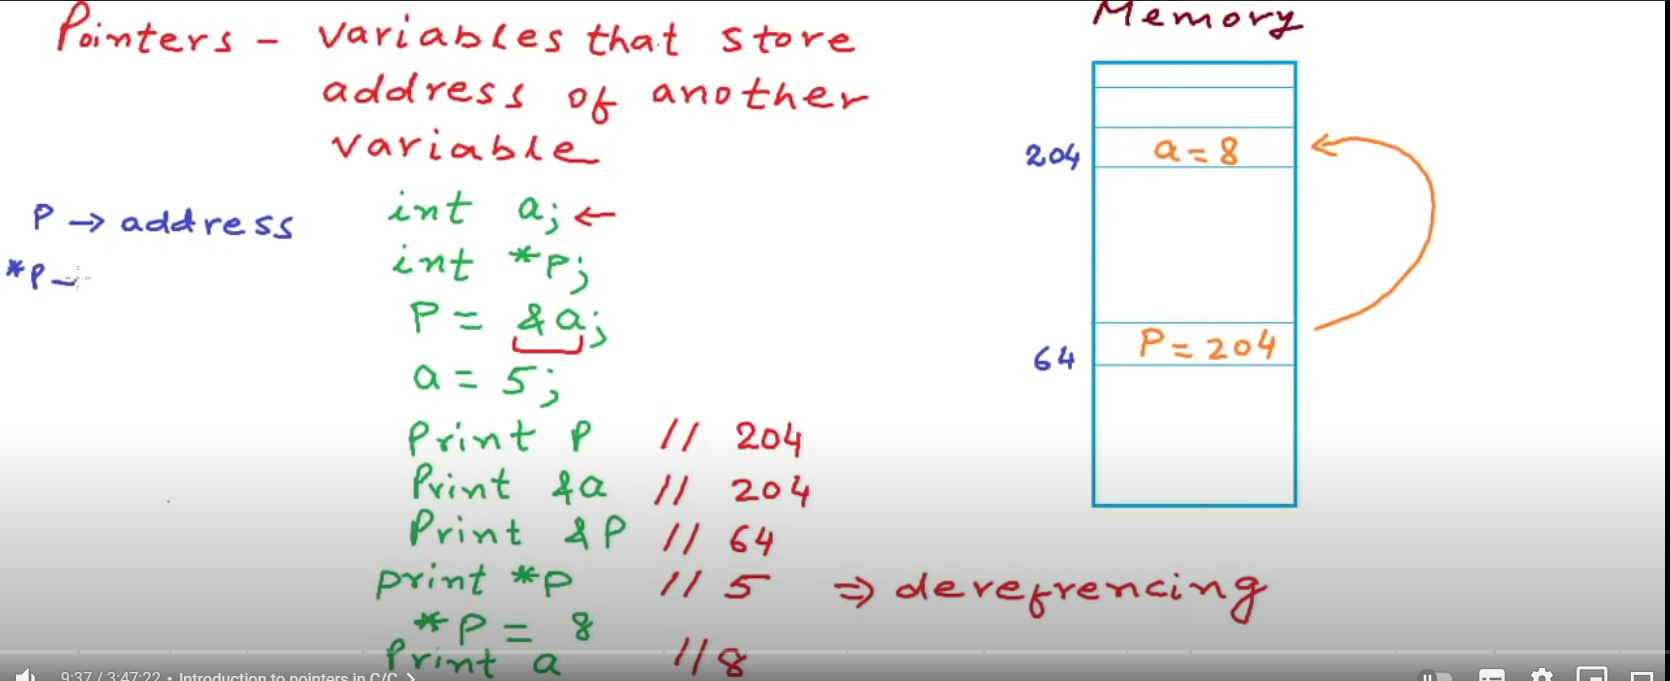 Pointers - variables that store
address of another
variable
P → address
*P -
int a; ←
int *P;
P = &a;
a = 5;
Print P // 204
Print &a // 204
Print &P // 64
print *P // 5 ⇒ derefrencing
*P = 8
Print a // 8
Memory
204 a = 8
64 P = 204
9:37 / 3:47:22 • Introduction to pointers in C/C >